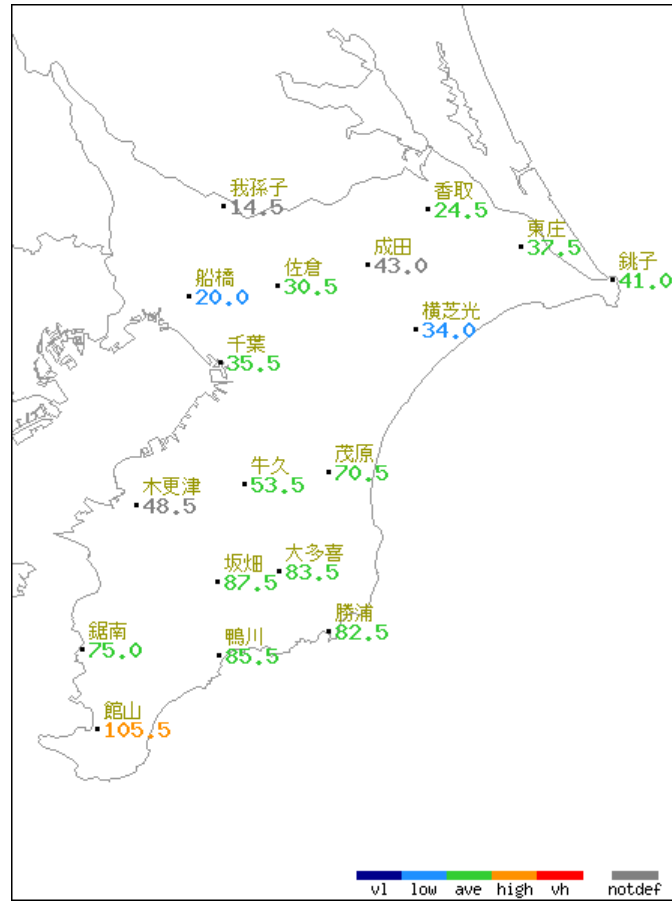 我孫子
14.5
香取
24.5
東庄
37.5
成田
43.0
銚子
41.0
佐倉
30.5
船橋
20.0
横芝光
34.0
千葉
35.5
茂原
70.5
牛久
53.5
木更津
48.5
大多喜
83.5
坂畑
87.5
勝浦
82.5
鋸南
75.0
鴨川
85.5
館山
105.5
vl low ave high vh notdef